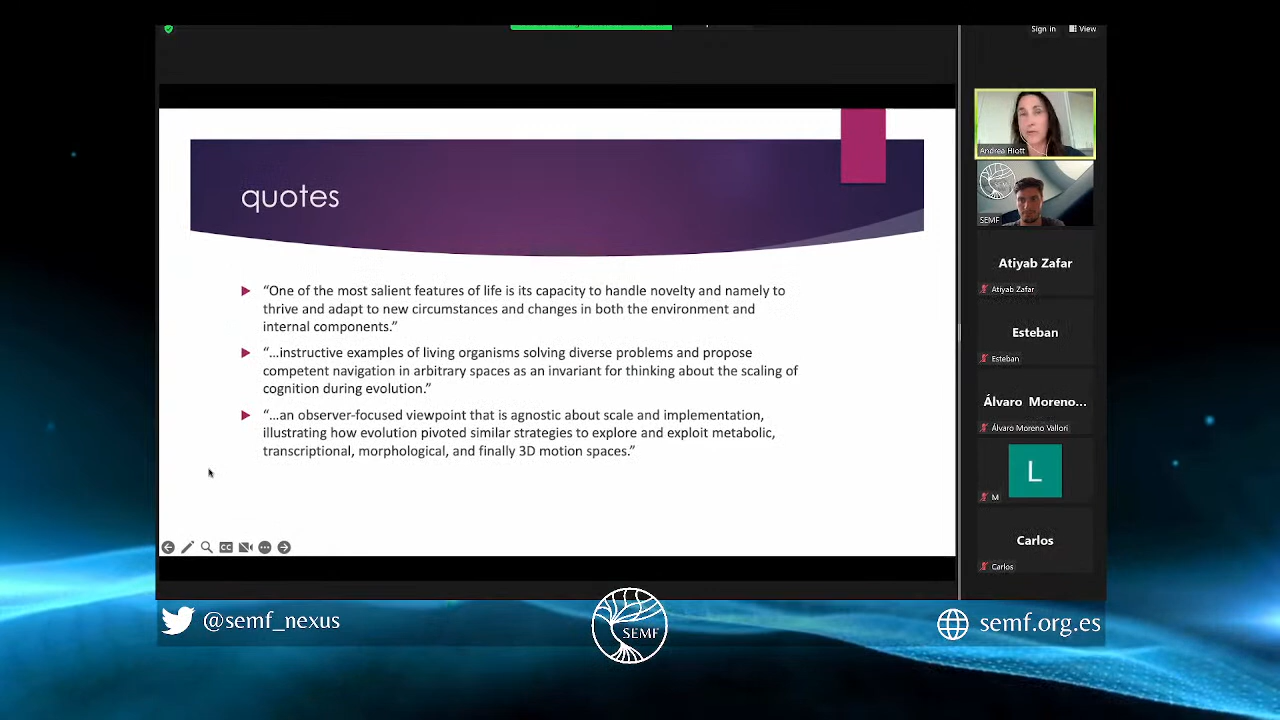 Sign in
View
quotes
“One of the most salient features of life is its capacity to handle novelty and namely to
thrive and adapt to new circumstances and changes in both the environment and
internal components.”
“…instructive examples of living organisms solving diverse problems and propose
competent navigation in arbitrary spaces as an invariant for thinking about the scaling of
cognition during evolution.”
“…an observer-focused viewpoint that is agnostic about scale and implementation,
illustrating how evolution pivoted similar strategies to explore and exploit metabolic,
transcriptional, morphological, and finally 3D motion spaces.”
CC
Andrea Hiott
SEMF
SEMF
Atiyab Zafar
Atiyab Zafar
Esteban
Esteban
Álvaro Moreno...
Álvaro Moreno Vallori
L
M
Carlos
Carlos
@semf_nexus
SEMF
semf.org.es